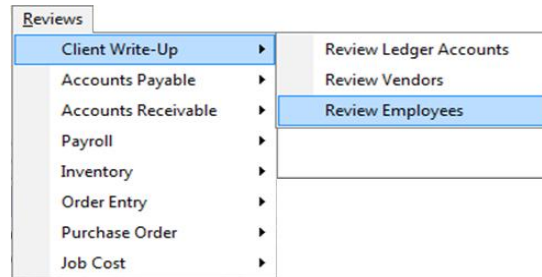 Reviews
Client Write-Up
Accounts Payable
Accounts Receivable
Payroll
Inventory
Order Entry
Purchase Order
Job Cost
Review Ledger Accounts
Review Vendors
Review Employees